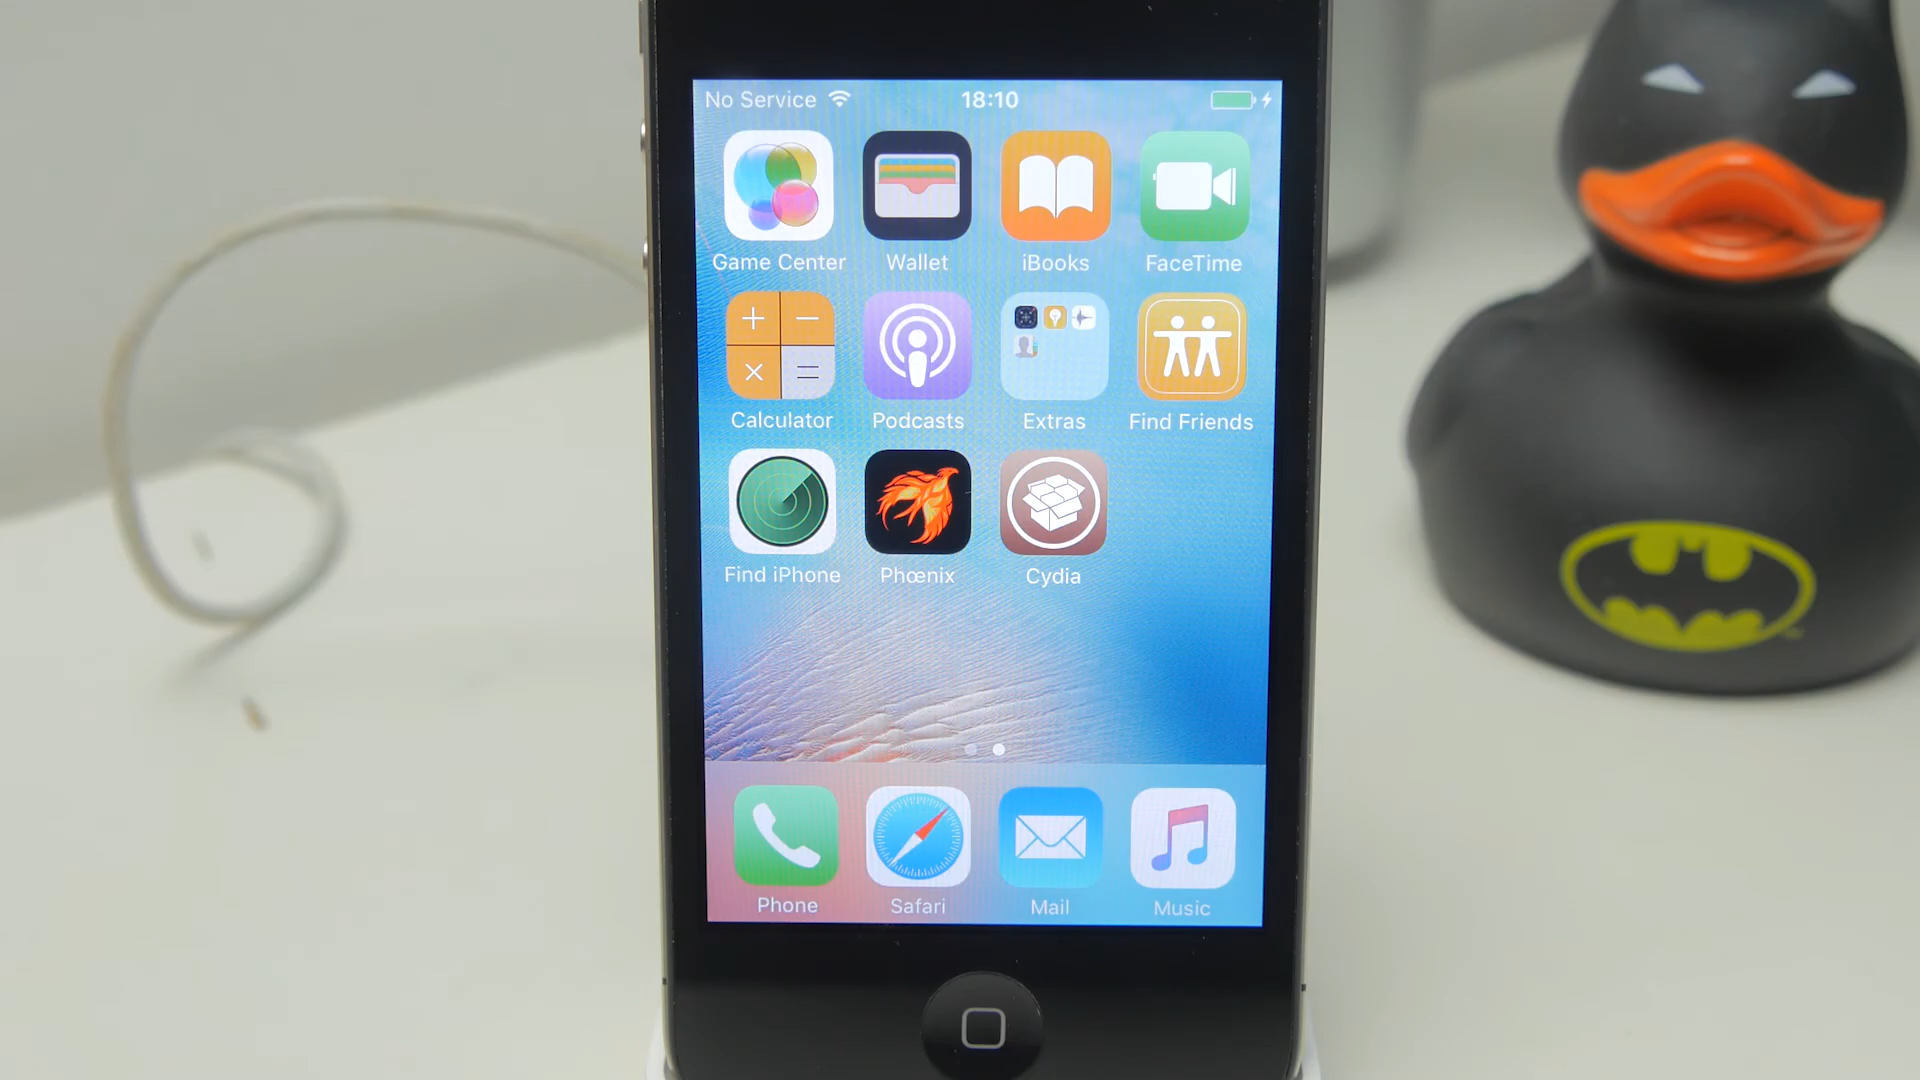 No Service 18:10
Game Center Wallet iBooks FaceTime
Calculator Podcasts Extras Find Friends
Find iPhone Phœnix Cydia
Phone Safari Mail Music